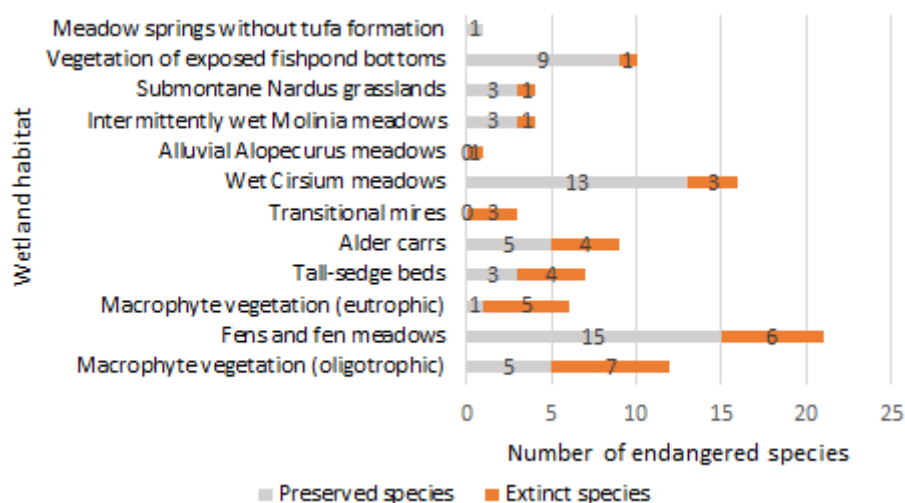 Wetland habitat
Meadow springs without tufa formation 1
Vegetation of exposed fishpond bottoms 9 1
Submontane Nardus grasslands 3 1
Intermittently wet Molinia meadows 3 1
Alluvial Alopecurus meadows 0 1
Wet Cirsium meadows 13 3
Transitional mires 0 3
Alder carrs 5 4
Tall-sedge beds 3 4
Macrophyte vegetation (eutrophic) 1 5
Fens and fen meadows 15 6
Macrophyte vegetation (oligotrophic) 5 7
0 5 10 15 20 25
Number of endangered species
Preserved species Extinct species